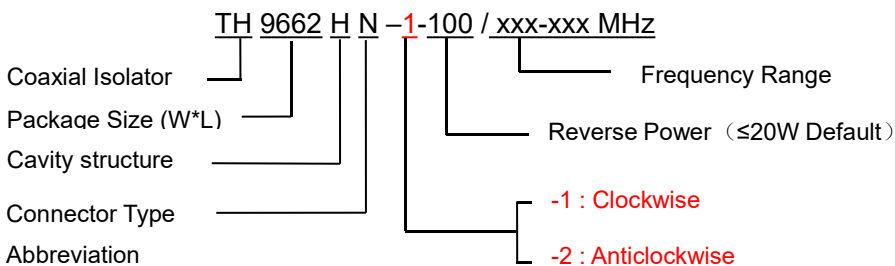 TH 9662 H N –1-100 / xxx-xxx MHz
Coaxial Isolator
Frequency Range
Package Size (W*L)
Reverse Power（≤20W Default）
Cavity structure
-1 : Clockwise
Connector Type
Abbreviation
-2 : Anticlockwise